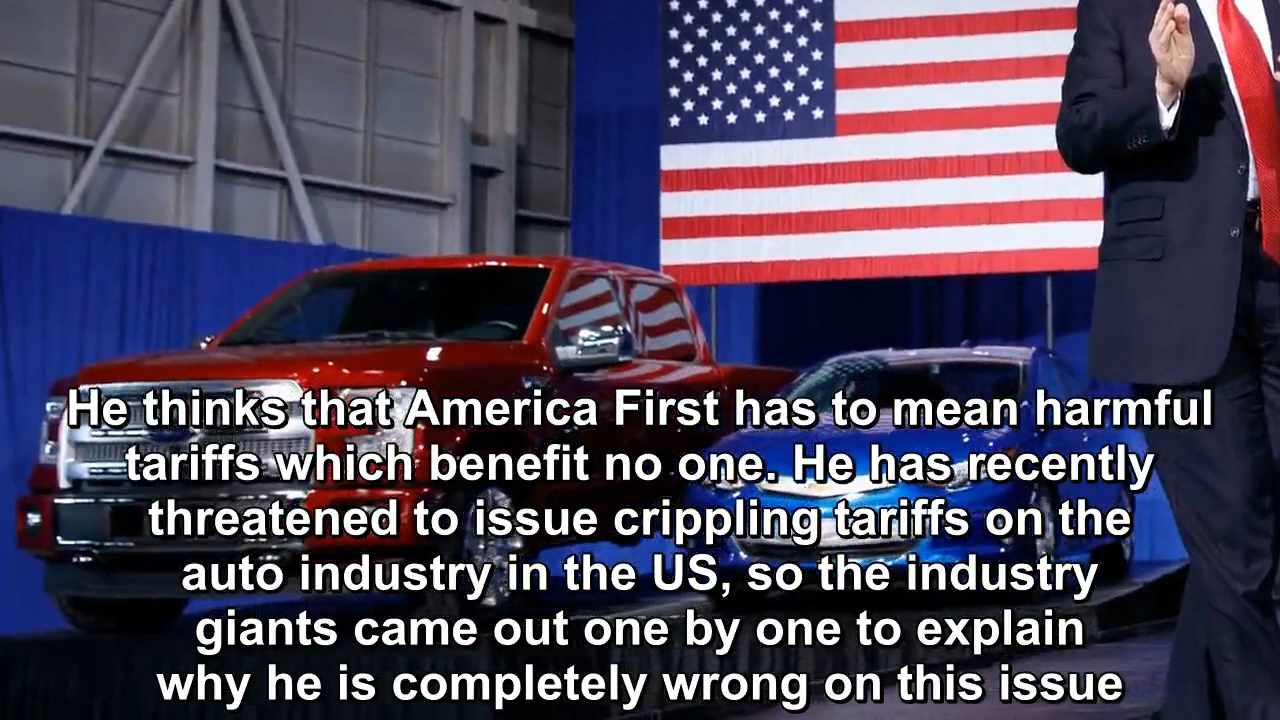 He thinks that America First has to mean harmful
tariffs which benefit no one. He has recently
threatened to issue crippling tariffs on the
auto industry in the US, so the industry
giants came out one by one to explain
why he is completely wrong on this issue